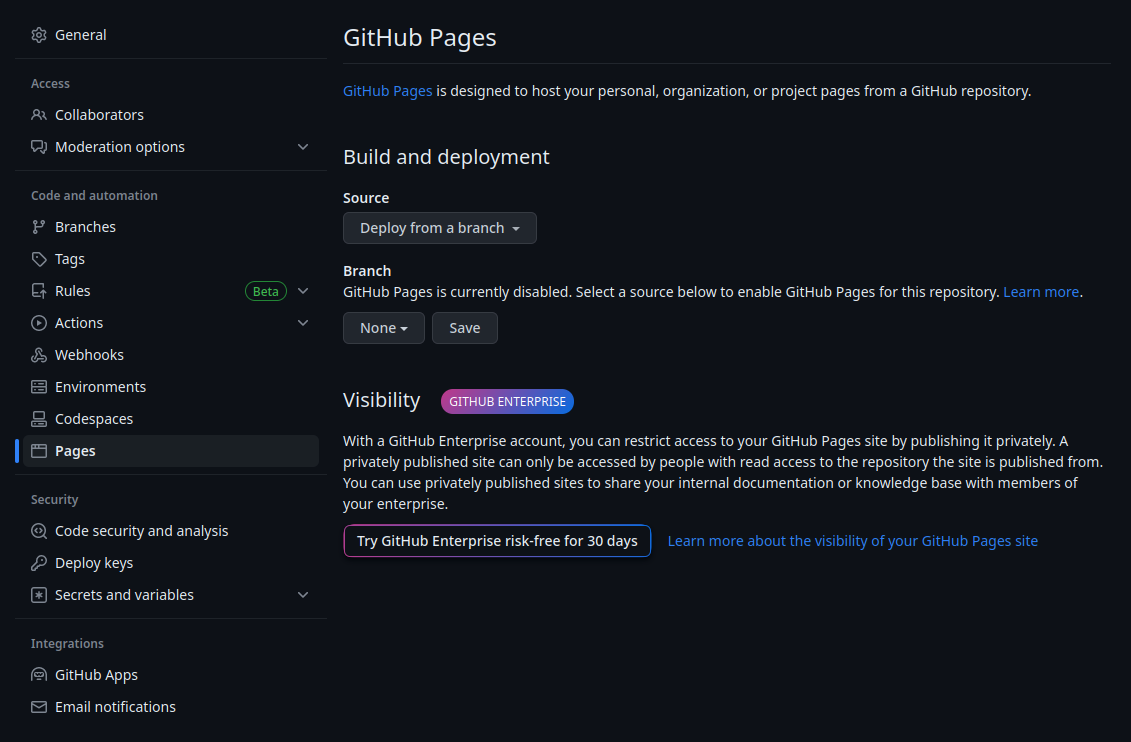 General
Access
Collaborators
Moderation options
Code and automation
Branches
Tags
Rules Beta
Actions
Webhooks
Environments
Codespaces
Pages
Security
Code security and analysis
Deploy keys
Secrets and variables
Integrations
GitHub Apps
Email notifications
GitHub Pages
GitHub Pages is designed to host your personal, organization, or project pages from a GitHub repository.
Build and deployment
Source
Deploy from a branch
Branch
GitHub Pages is currently disabled. Select a source below to enable GitHub Pages for this repository. Learn more.
None Save
Visibility GITHUB ENTERPRISE
With a GitHub Enterprise account, you can restrict access to your GitHub Pages site by publishing it privately. A
privately published site can only be accessed by people with read access to the repository the site is published from.
You can use privately published sites to share your internal documentation or knowledge base with members of
your enterprise.
Try GitHub Enterprise risk-free for 30 days Learn more about the visibility of your GitHub Pages site